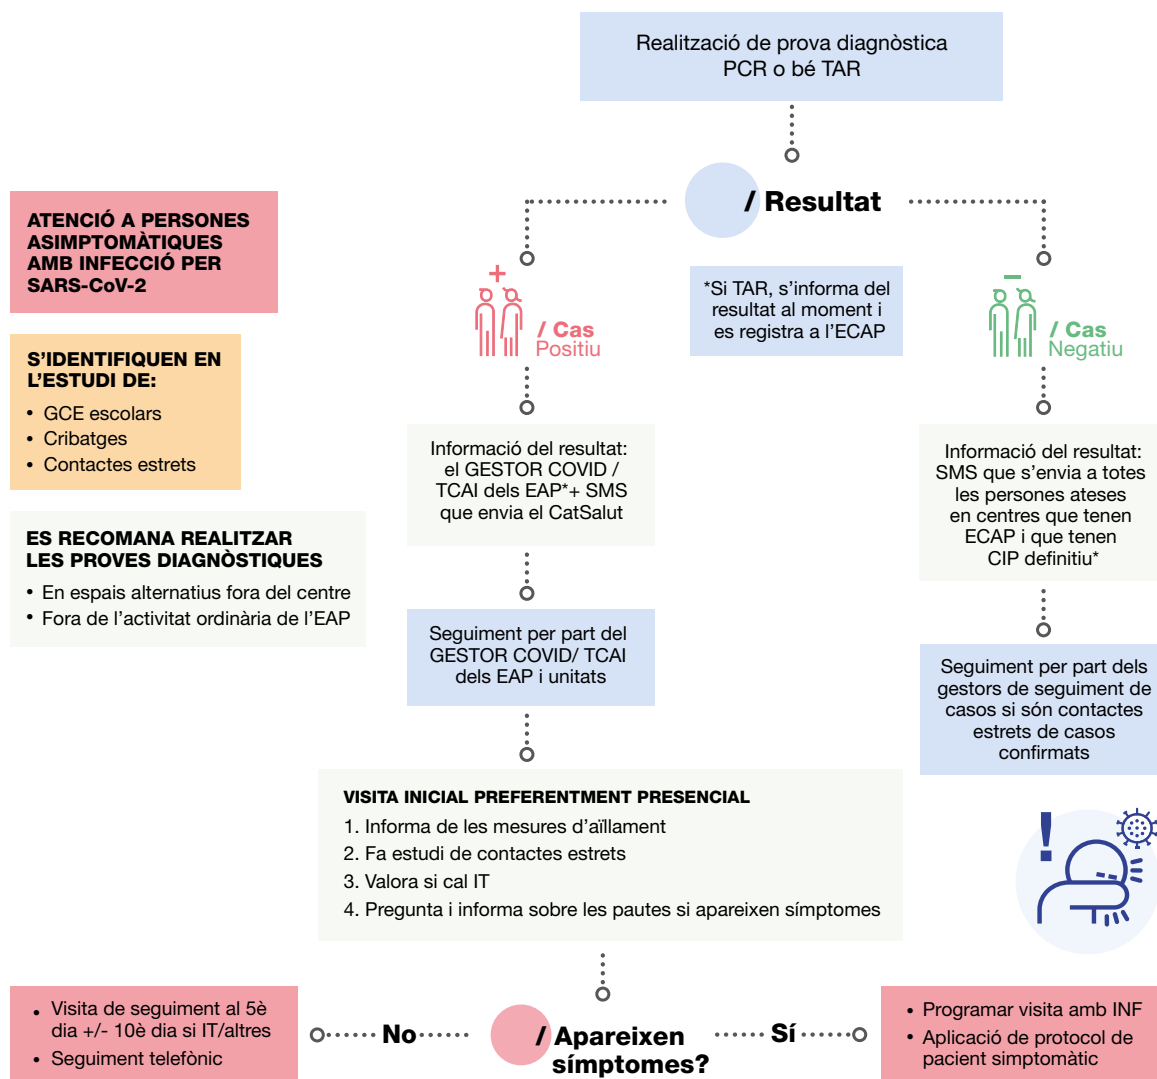 Realització de prova diagnòstica
PCR o bé TAR
/ Resultat
ATENCIÓ A PERSONES
ASIMPTOMÀTIQUES
AMB INFECCIÓ PER
SARS-CoV-2
*Si TAR, s’informa del
resultat al moment i
es registra a l’ECAP
+
/ Cas
Positiu
–
/ Cas
Negatiu
S’IDENTIFIQUEN EN
L’ESTUDI DE:
• GCE escolars
• Cribatges
• Contactes estrets
ES RECOMANA REALITZAR
LES PROVES DIAGNÒSTIQUES
• En espais alternatius fora del centre
• Fora de l’activitat ordinària de l’EAP
Informació del resultat:
el GESTOR COVID /
TCAI dels EAP*+ SMS
que envia el CatSalut
Informació del resultat:
SMS que s’envia a totes
les persones ateses
en centres que tenen
ECAP i que tenen
CIP definitiu*
Seguiment per part del
GESTOR COVID/ TCAI
dels EAP i unitats
Seguiment per part dels
gestors de seguiment de
casos si són contactes
estrets de casos
confirmats
VISITA INICIAL PREFERENTMENT PRESENCIAL
1. Informa de les mesures d’aïllament
2. Fa estudi de contactes estrets
3. Valora si cal IT
4. Pregunta i informa sobre les pautes si apareixen símptomes
/ Apareixen
símptomes?
No
• Visita de seguiment al 5è
dia +/- 10è dia si IT/altres
• Seguiment telefònic
Sí
• Programar visita amb INF
• Aplicació de protocol de
pacient simptomàtic